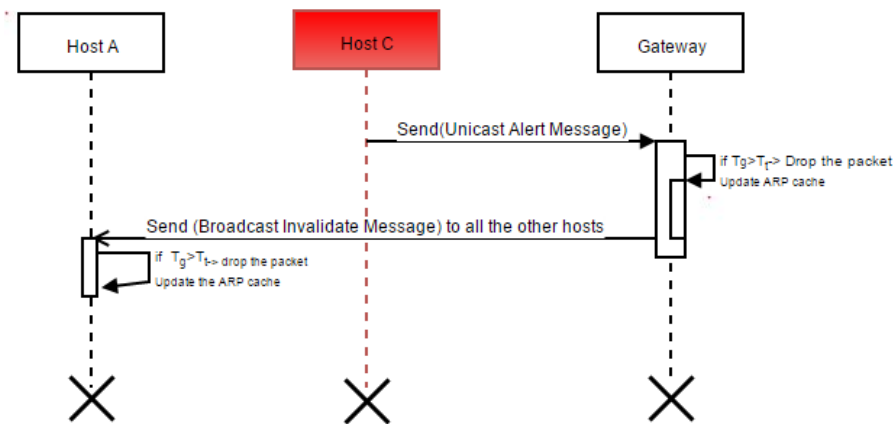 Host A
Host C
Gateway
Send(Unicast Alert Message)
if Tg>Tt-> Drop the packet
Update ARP cache
Send (Broadcast Invalidate Message) to all the other hosts
if Tg>Tt-> drop the packet
Update the ARP cache